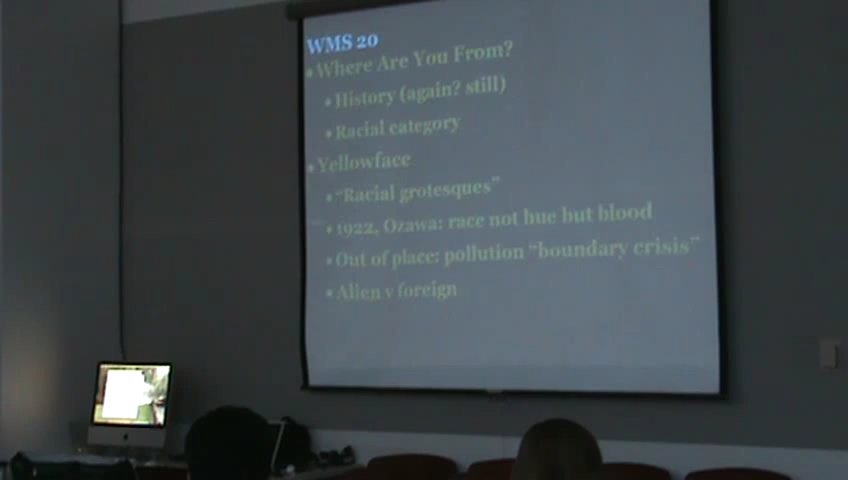 WMS 20
• Where Are You From?
• History (again? still)
• Racial category
• Yellowface
• “Racial grotesques”
• 1922, Ozawa: race not hue but blood
• Out of place: pollution “boundary crisis”
• Alien v foreign